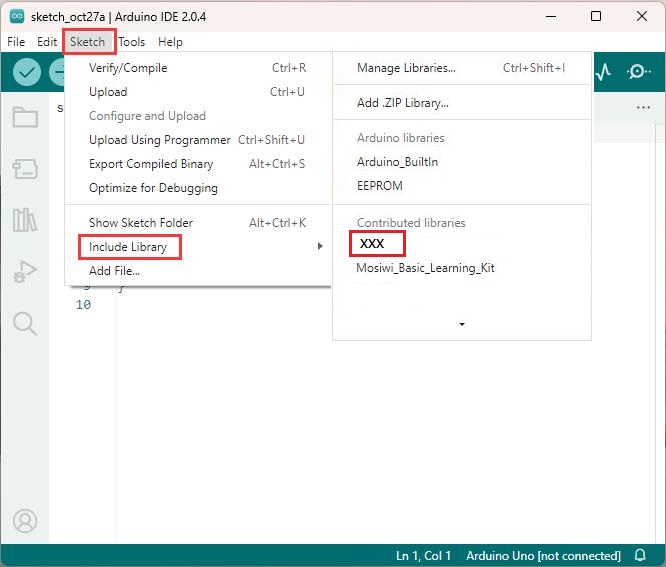 sketch_oct27a | Arduino IDE 2.0.4
File Edit Sketch Tools Help
Verify/Compile Ctrl+R
Upload Ctrl+U
Configure and Upload
Upload Using Programmer Ctrl+Shift+U
Export Compiled Binary Alt+Ctrl+S
Optimize for Debugging
Show Sketch Folder Alt+Ctrl+K
Include Library
Add File...
Manage Libraries... Ctrl+Shift+I
Add .ZIP Library...
Arduino libraries
Arduino_BuiltIn
EEPROM
Contributed libraries
XXX
Mosiwi_Basic_Learning_Kit
s
9 }
10
Ln 1, Col 1 Arduino Uno [not connected]